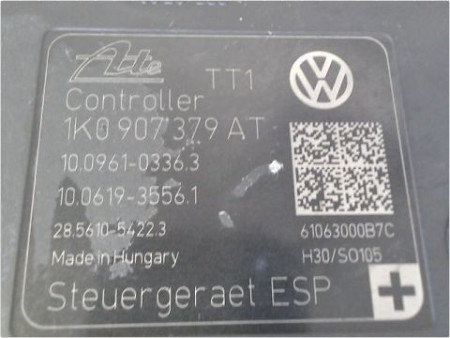 Ate TT1
Controller
1K0 907 379 AT
10.0961-0336.3
10.0619-3556.1
28.5610-5422.3
61063000B7C
Made in Hungary
H30/SO105
Steuergeraet ESP